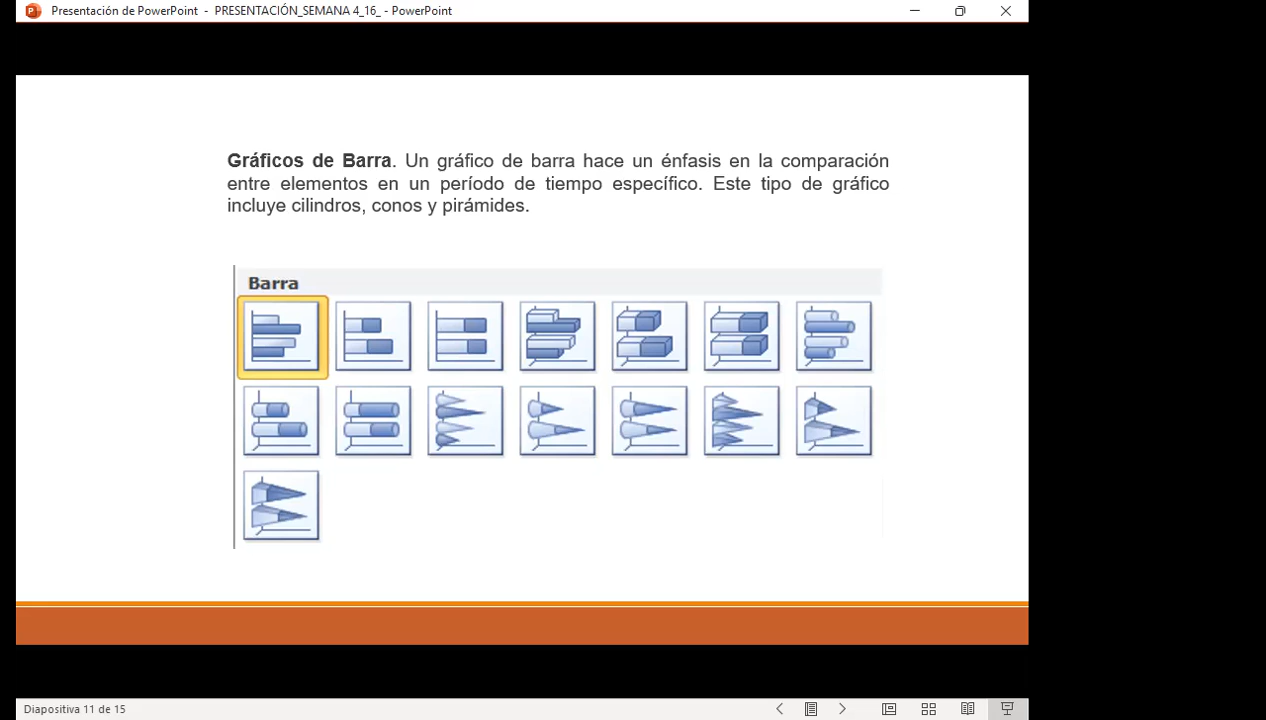 Presentación de PowerPoint - PRESENTACIÓN_SEMANA 4_16_ - PowerPoint
Gráficos de Barra. Un gráfico de barra hace un énfasis en la comparación
entre elementos en un período de tiempo específico. Este tipo de gráfico
incluye cilindros, conos y pirámides.
Barra
Diapositiva 11 de 15